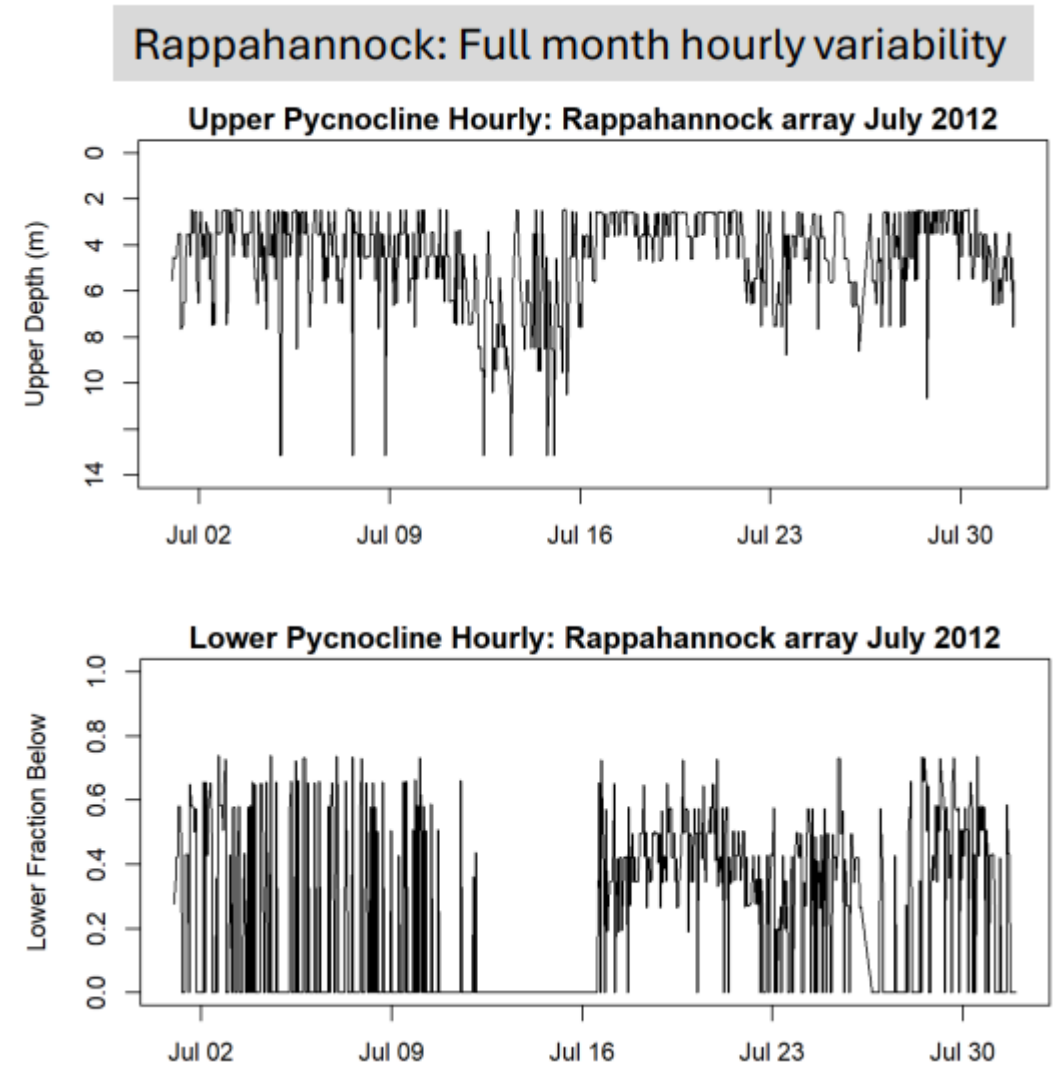 Rappahannock: Full month hourly variability
Upper Pycnocline Hourly: Rappahannock array July 2012
Upper Depth (m)
0
2
4
6
8
10
14
Jul 02 Jul 09 Jul 16 Jul 23 Jul 30
Lower Pycnocline Hourly: Rappahannock array July 2012
Lower Fraction Below
1.0
0.8
0.6
0.4
0.2
0.0
Jul 02 Jul 09 Jul 16 Jul 23 Jul 30